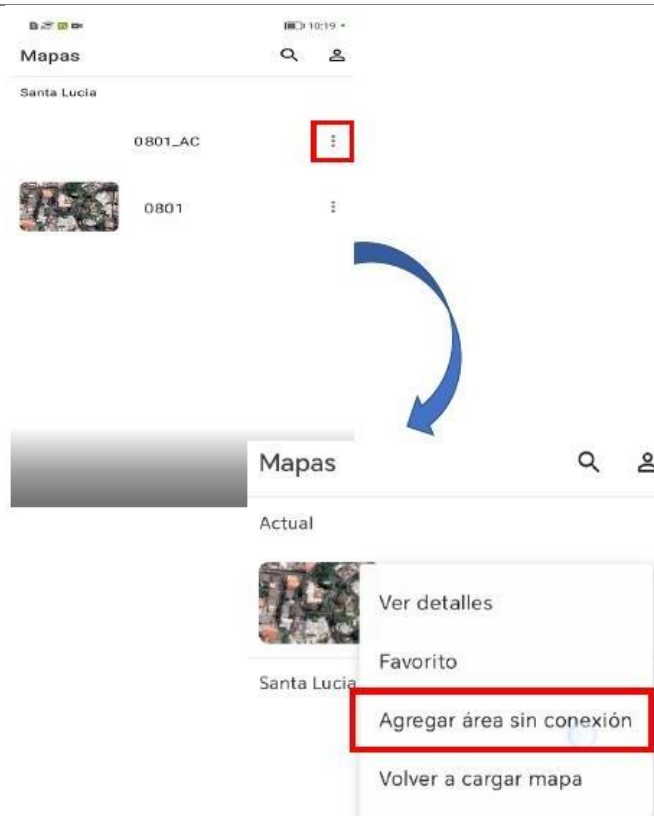 10:19
Mapas
Santa Lucia
0801_AC
0801
Mapas
Actual
Ver detalles
Favorito
Santa Lucia
Agregar área sin conexión
Volver a cargar mapa